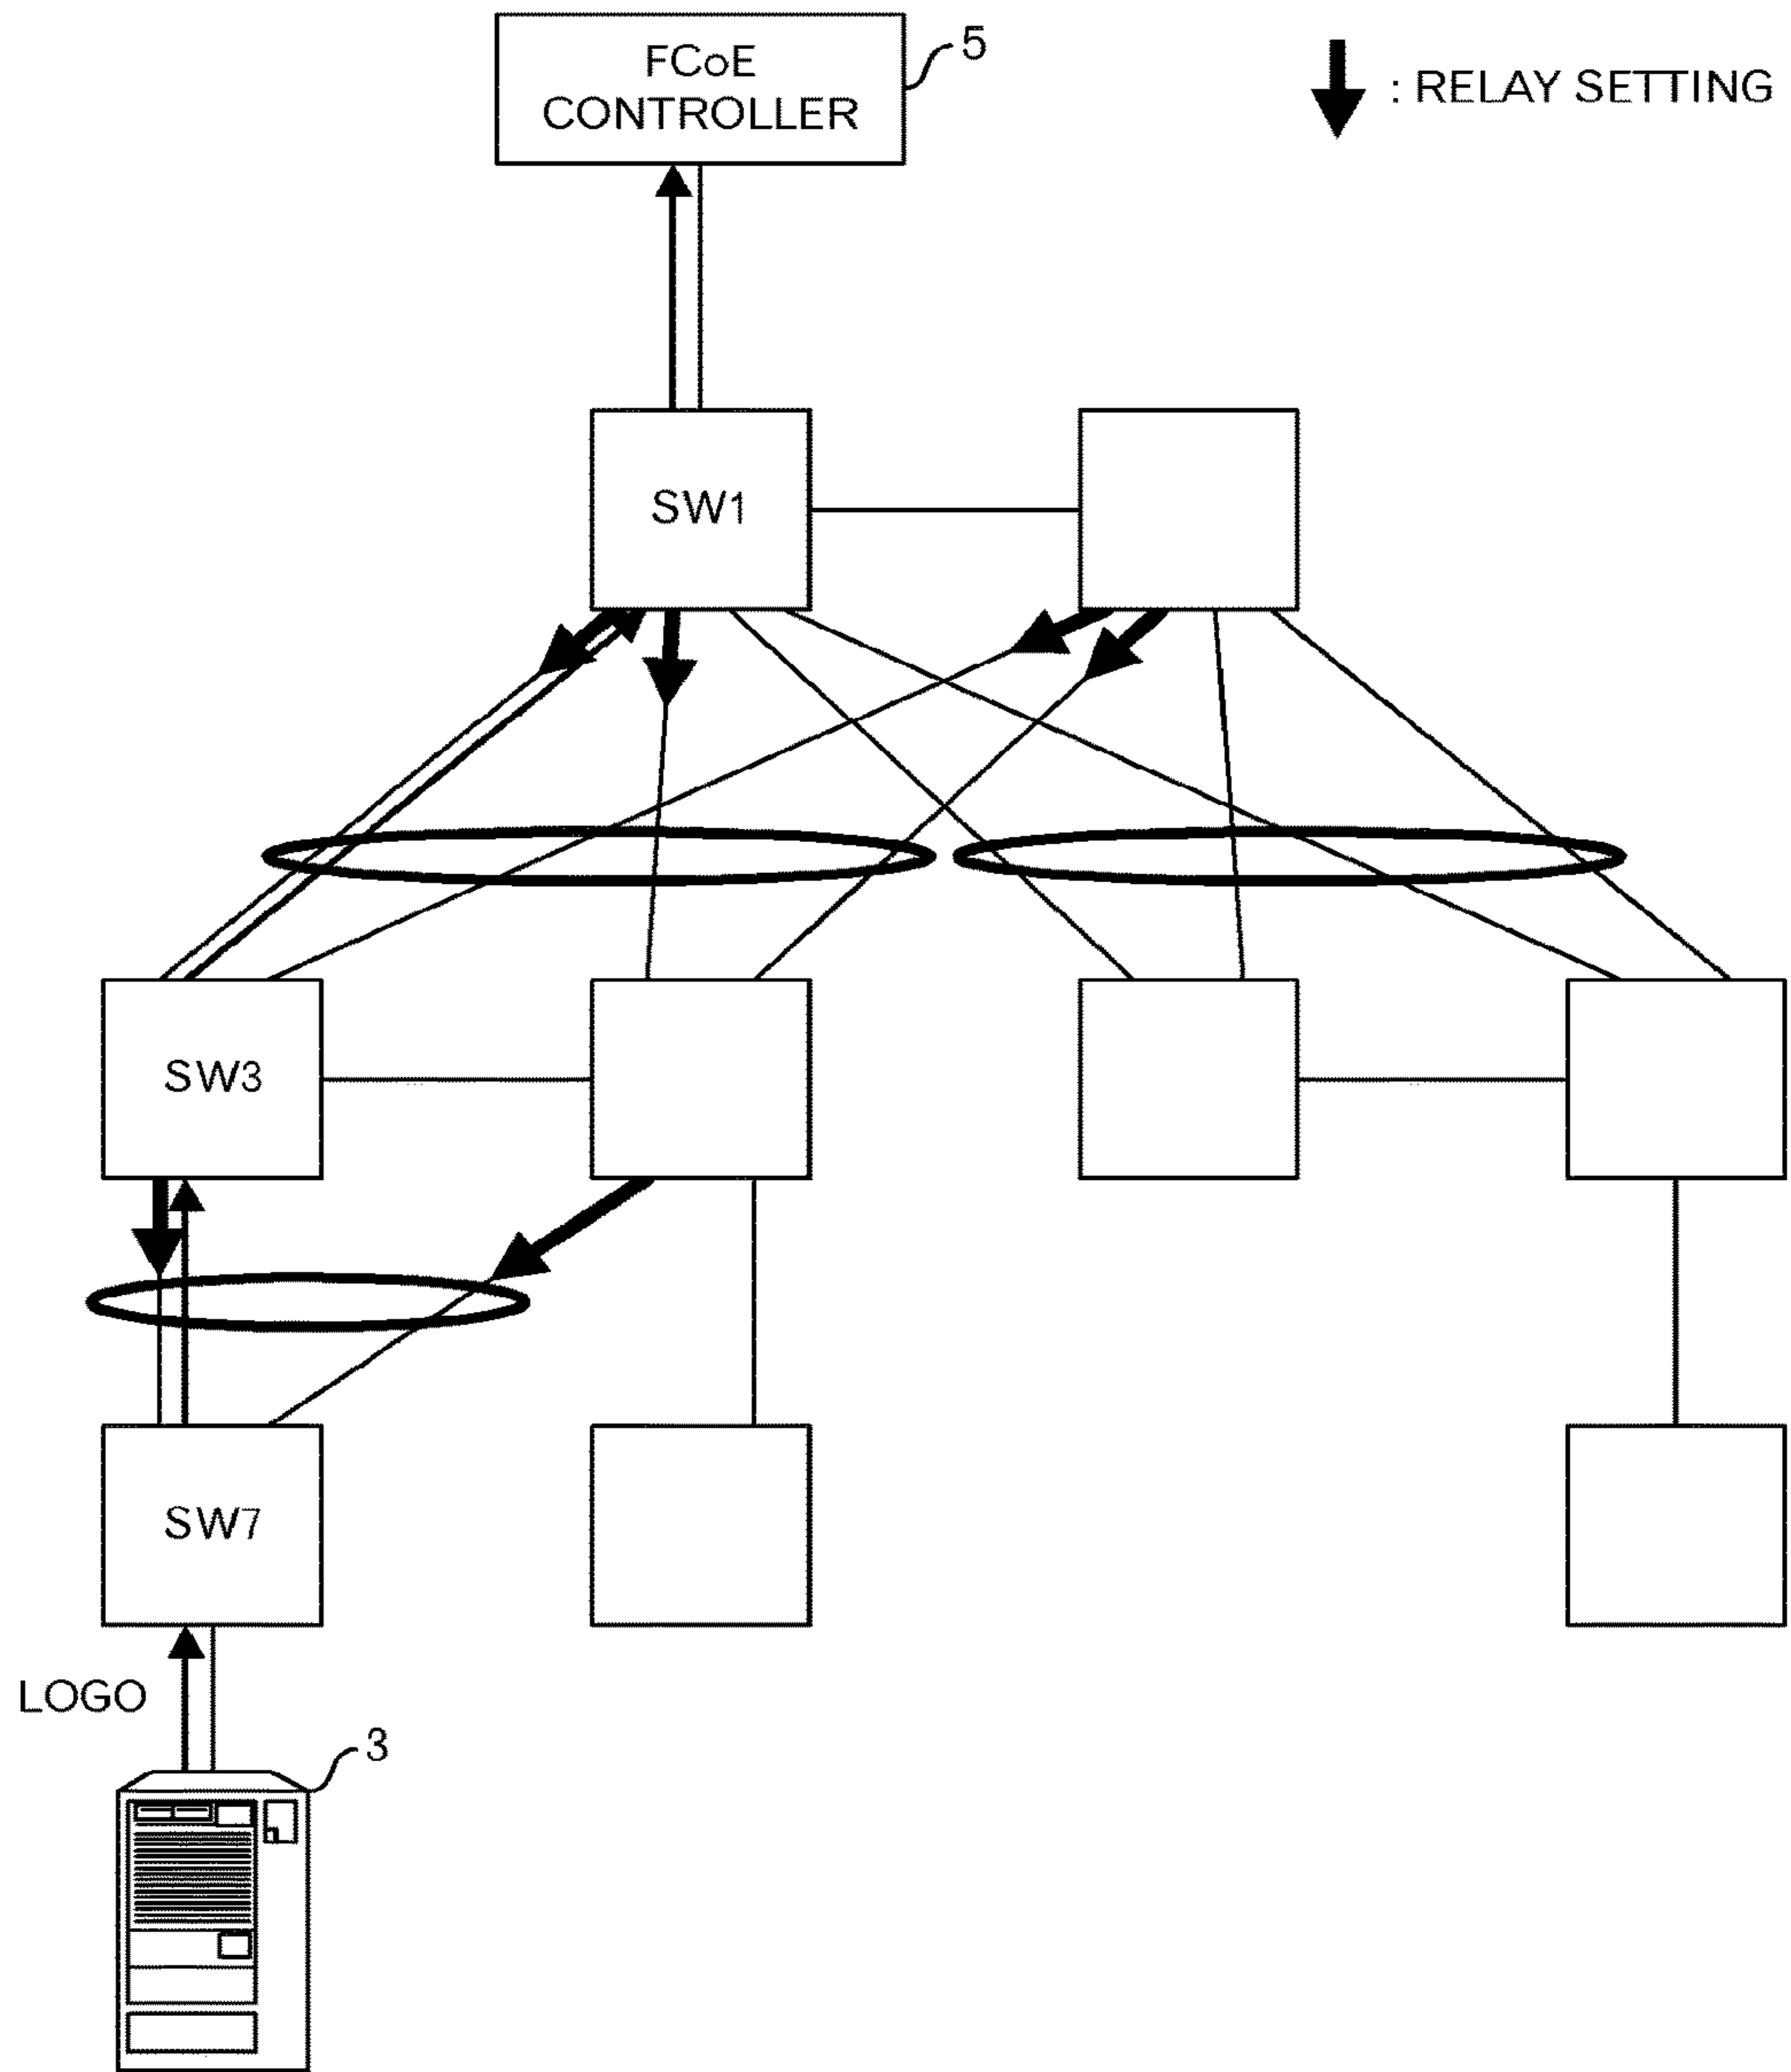 FCoE
CONTROLLER
5
: RELAY SETTING
SW1
SW3
SW7
LOGO
3